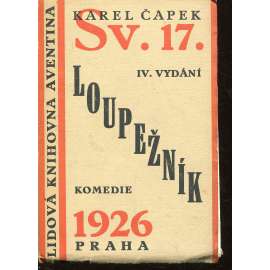 LIDOVÁ KNIHOVNA AVENTINA
KAREL ČAPEK
Sv. 17.
IV. VYDÁNÍ
LOUPEŽNÍK
KOMEDIE
1926
PRAHA